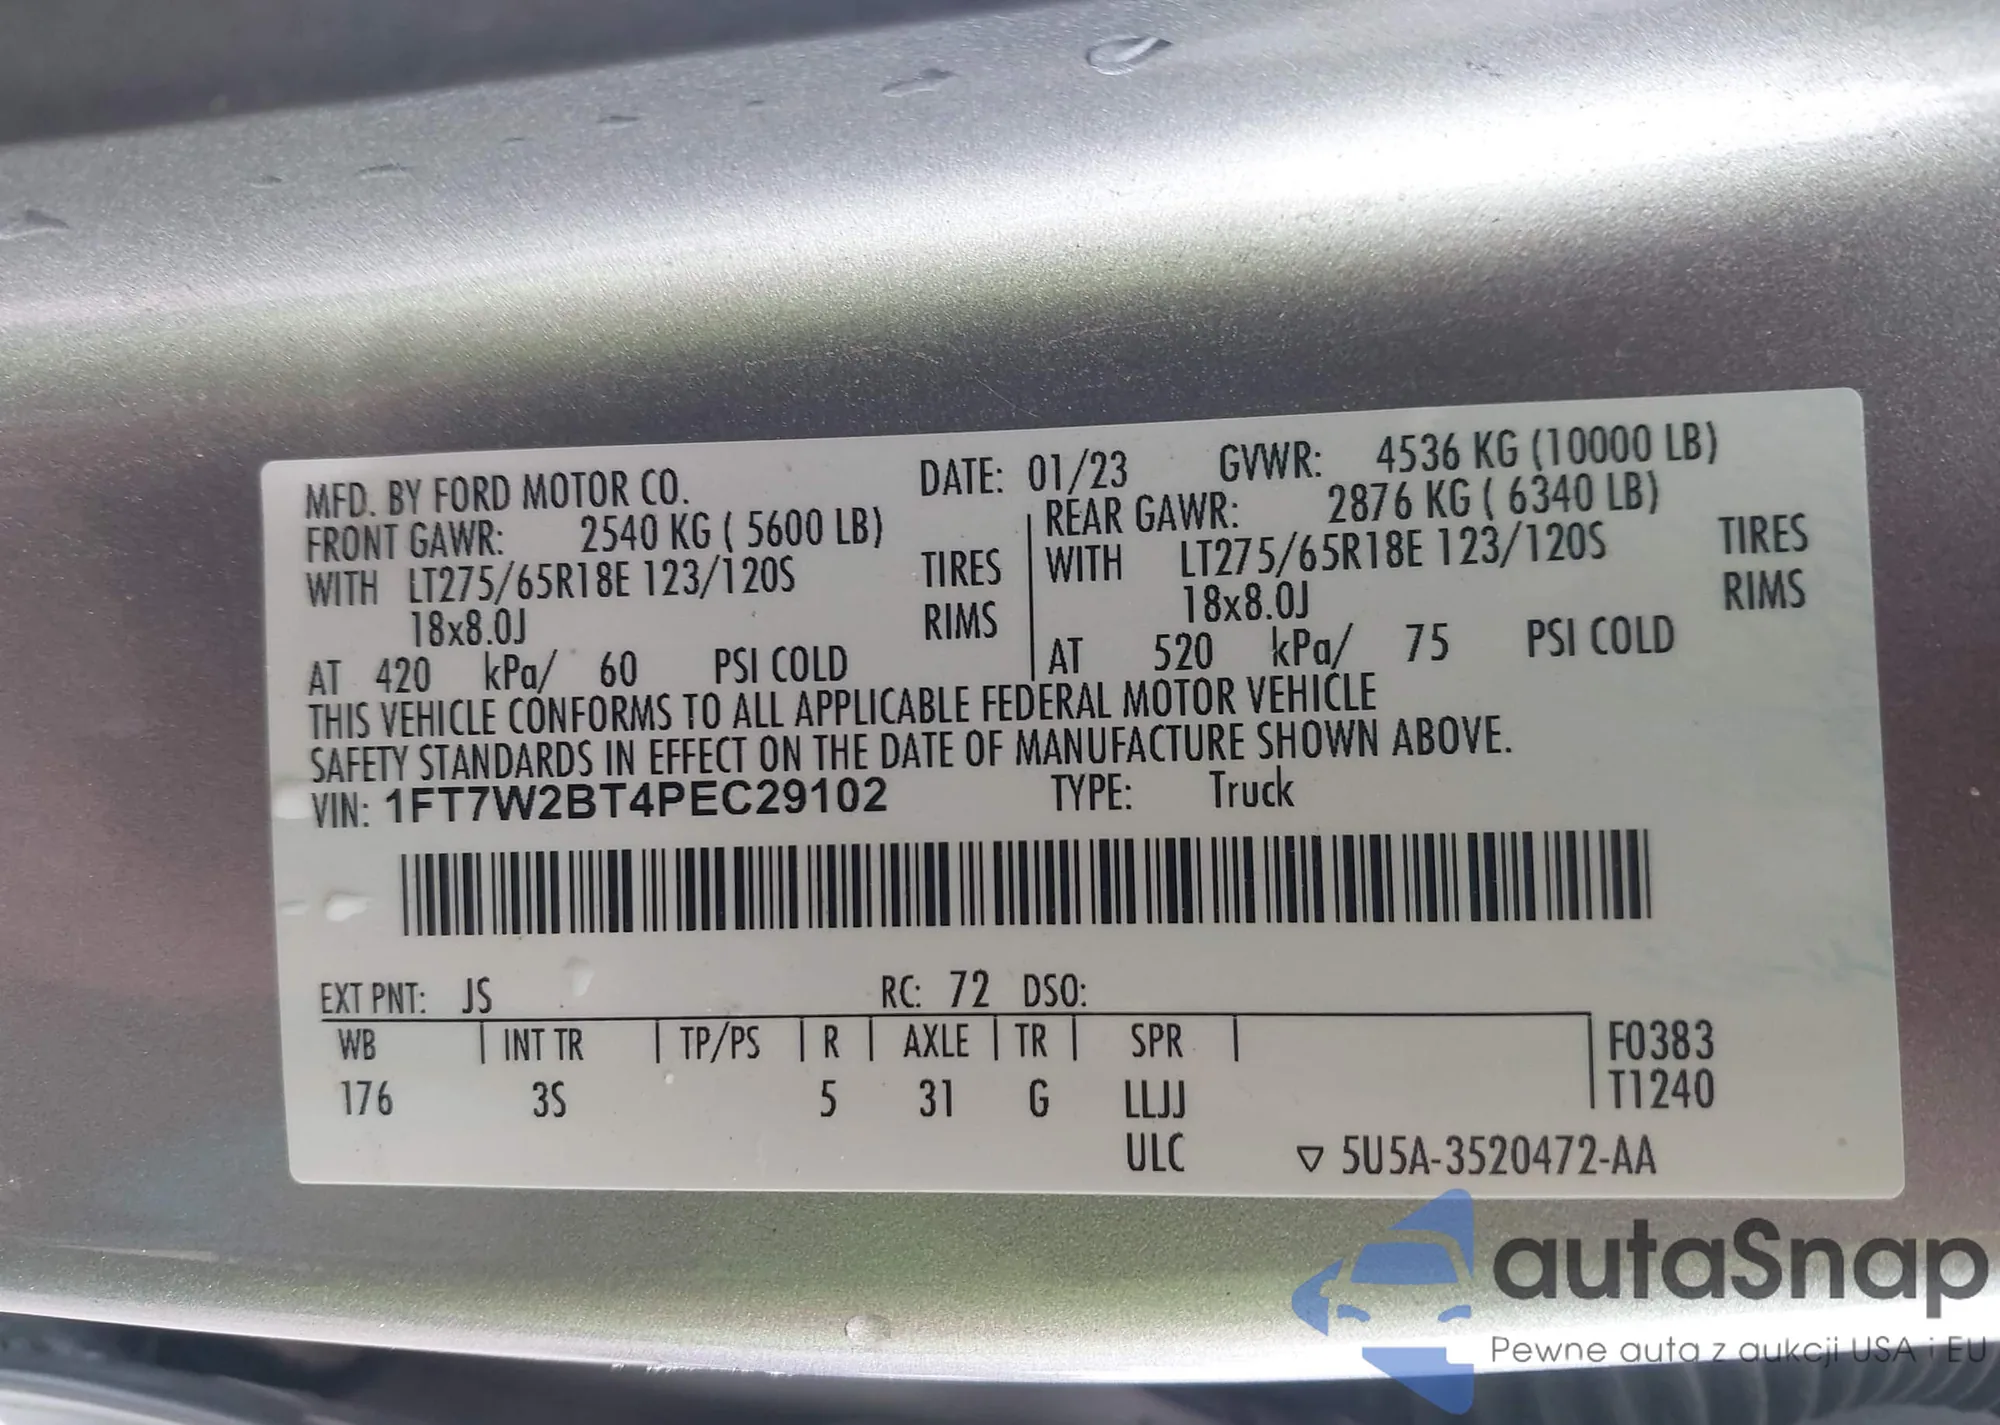 MFD. BY FORD MOTOR CO. DATE: 01/23 GVWR: 4536 KG (10000 LB)
FRONT GAWR: 2540 KG ( 5600 LB) REAR GAWR: 2876 KG ( 6340 LB)
WITH LT275/65R18E 123/120S TIRES WITH LT275/65R18E 123/120S TIRES
18x8.0J RIMS 18x8.0J RIMS
AT 420 kPa/ 60 PSI COLD AT 520 kPa/ 75 PSI COLD
THIS VEHICLE CONFORMS TO ALL APPLICABLE FEDERAL MOTOR VEHICLE
SAFETY STANDARDS IN EFFECT ON THE DATE OF MANUFACTURE SHOWN ABOVE.
VIN: 1FT7W2BT4PEC29102 TYPE: Truck
EXT PNT: JS RC: 72 DSO:
WB INT TR TP/PS R AXLE TR SPR F0383
176 3S 5 31 G LLJJ T1240
ULC ▽ 5U5A-3520472-AA
autaSnap
Pewne auta z aukcji USA i EU